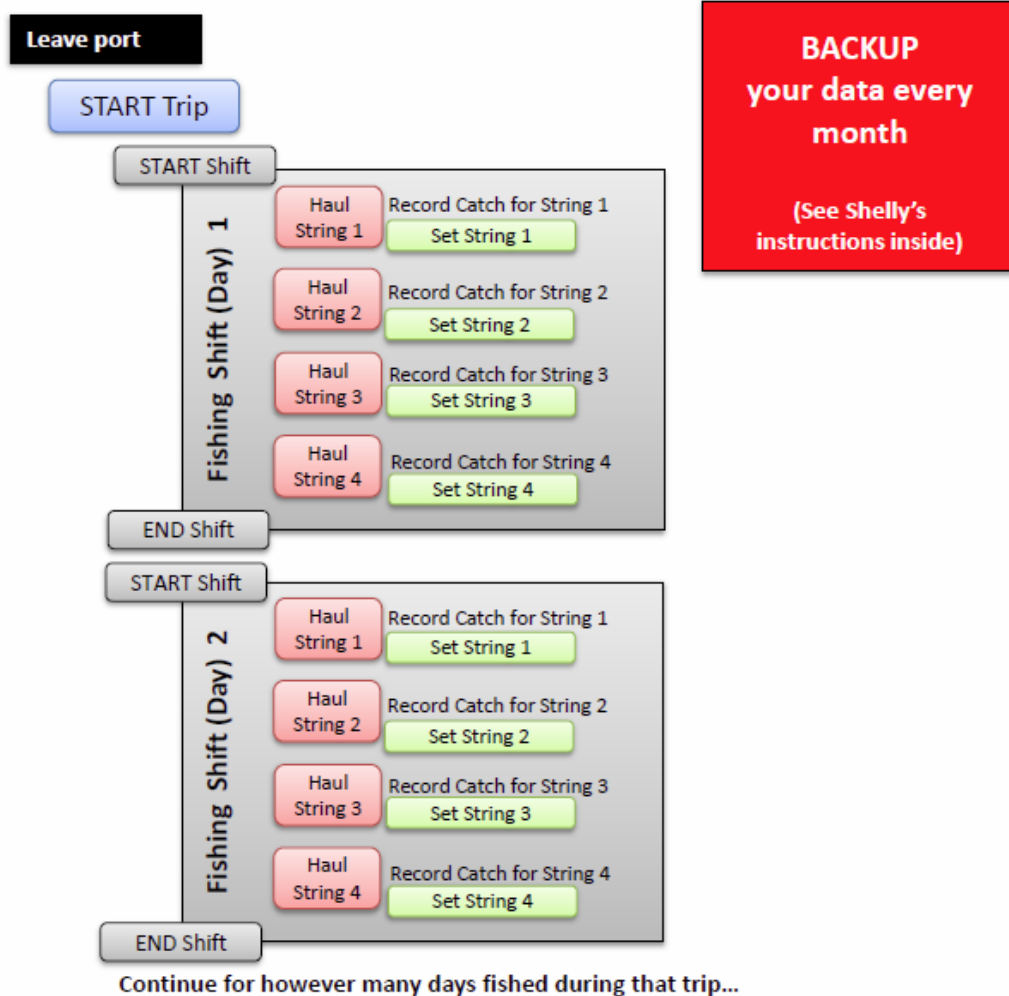 Leave port
BACKUP
your data every
month
(See Shelly's
instructions inside)
START Trip
START Shift
Fishing Shift (Day) 1
Haul
String 1
Record Catch for String 1
Set String 1
Haul
String 2
Record Catch for String 2
Set String 2
Haul
String 3
Record Catch for String 3
Set String 3
Haul
String 4
Record Catch for String 4
Set String 4
END Shift
START Shift
Fishing Shift (Day) 2
Haul
String 1
Record Catch for String 1
Set String 1
Haul
String 2
Record Catch for String 2
Set String 2
Haul
String 3
Record Catch for String 3
Set String 3
Haul
String 4
Record Catch for String 4
Set String 4
END Shift
Continue for however many days fished during that trip...